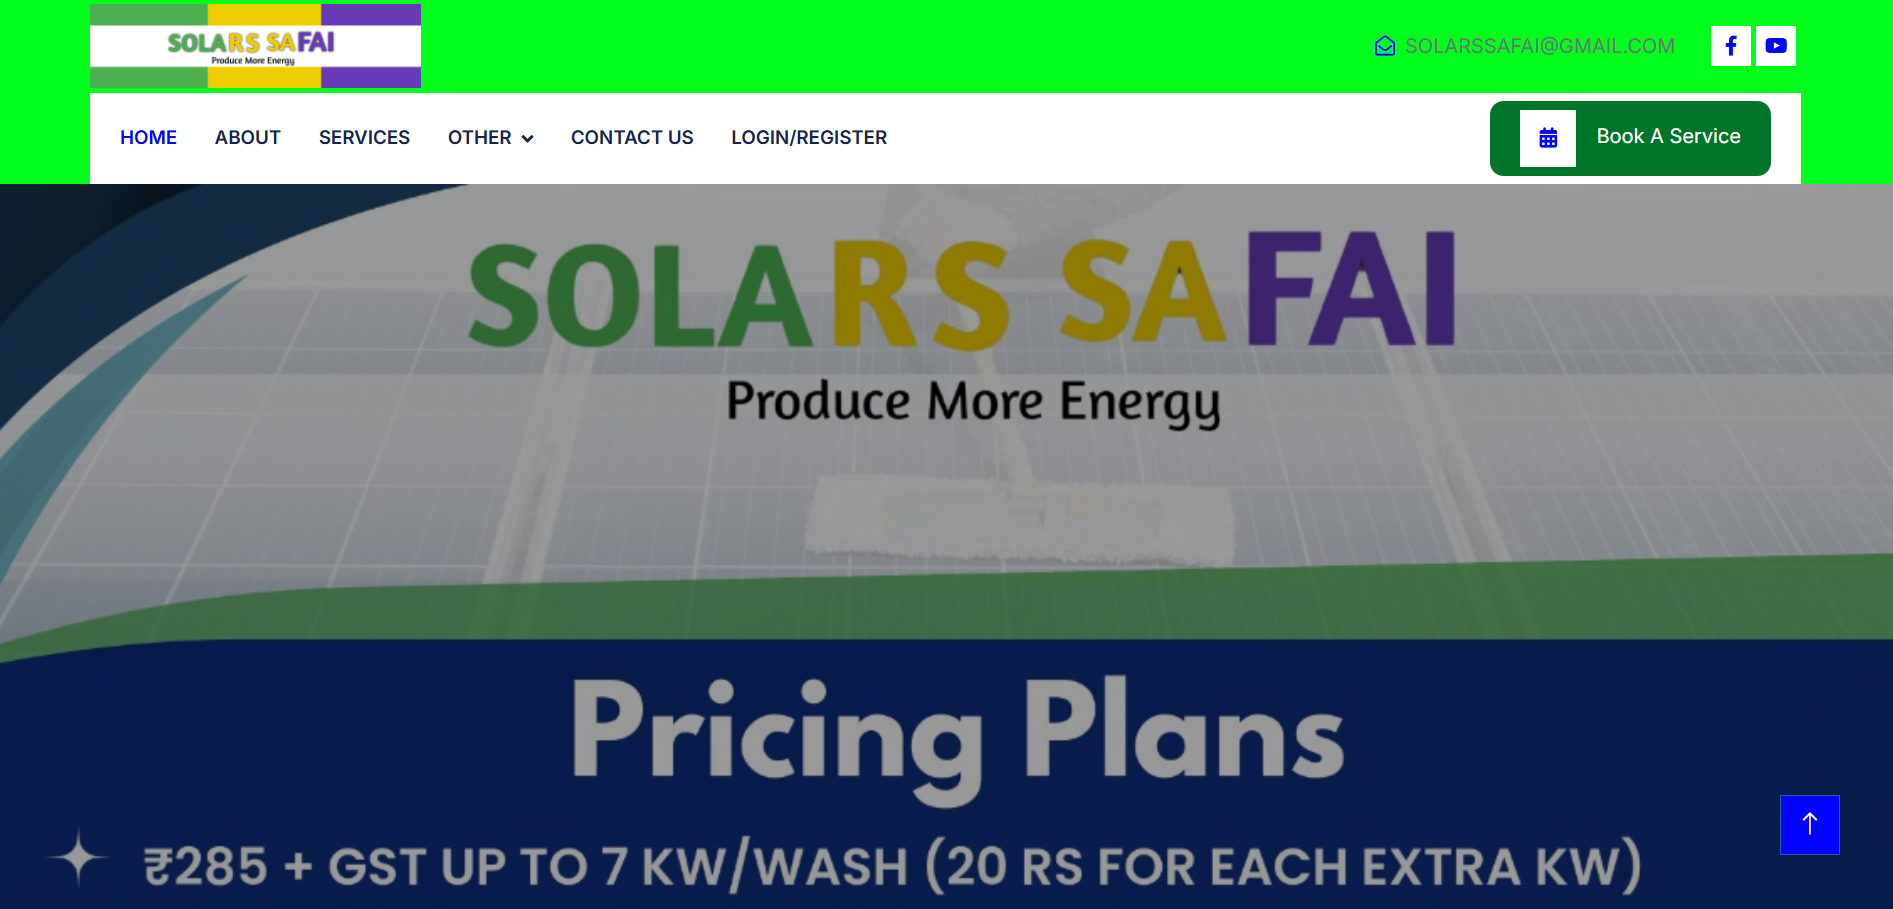 SOLARS SAFAI
Produce More Energy
SOLARSSAFAI@GMAIL.COM
HOME ABOUT SERVICES OTHER CONTACT US LOGIN/REGISTER
Book A Service
SOLARS SAFAI
Produce More Energy
Pricing Plans
₹285 + GST UP TO 7 KW/WASH (20 RS FOR EACH EXTRA KW)